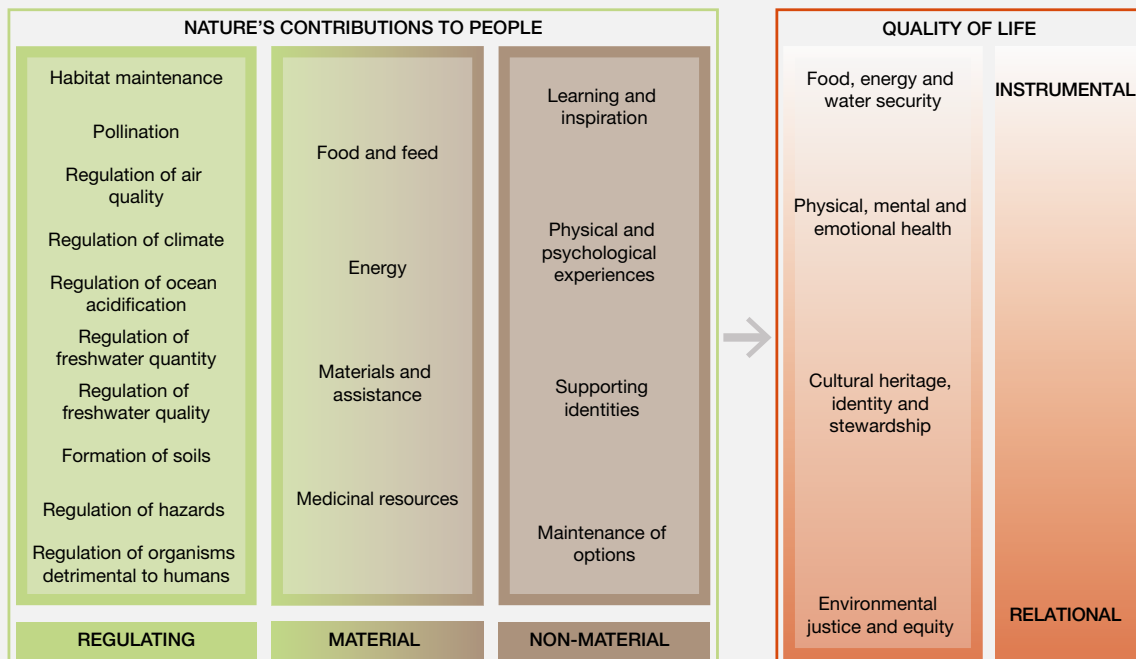 NATURE'S CONTRIBUTIONS TO PEOPLE
Habitat maintenance
Pollination
Regulation of air
quality
Regulation of climate
Regulation of ocean
acidification
Regulation of
freshwater quantity
Regulation of
freshwater quality
Formation of soils
Regulation of hazards
Regulation of organisms
detrimental to humans
REGULATING
Food and feed
Energy
Materials and
assistance
Medicinal resources
MATERIAL
Learning and
inspiration
Physical and
psychological
experiences
Supporting
identities
Maintenance of
options
NON-MATERIAL
QUALITY OF LIFE
Food, energy and
water security
Physical, mental and
emotional health
Cultural heritage,
identity and
stewardship
Environmental
justice and equity
INSTRUMENTAL
RELATIONAL